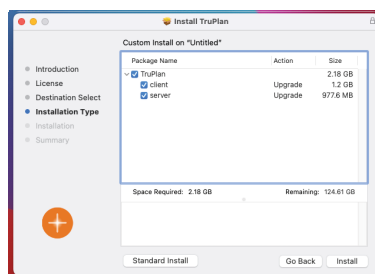 Install TruPlan
Custom Install on "Untitled"
Introduction
License
Destination Select
Installation Type
Installation
Summary
Package Name Action Size
TruPlan 2.18 GB
client Upgrade 1.2 GB
server Upgrade 977.6 MB
Space Required: 2.18 GB Remaining: 124.61 GB
Standard Install Go Back Install